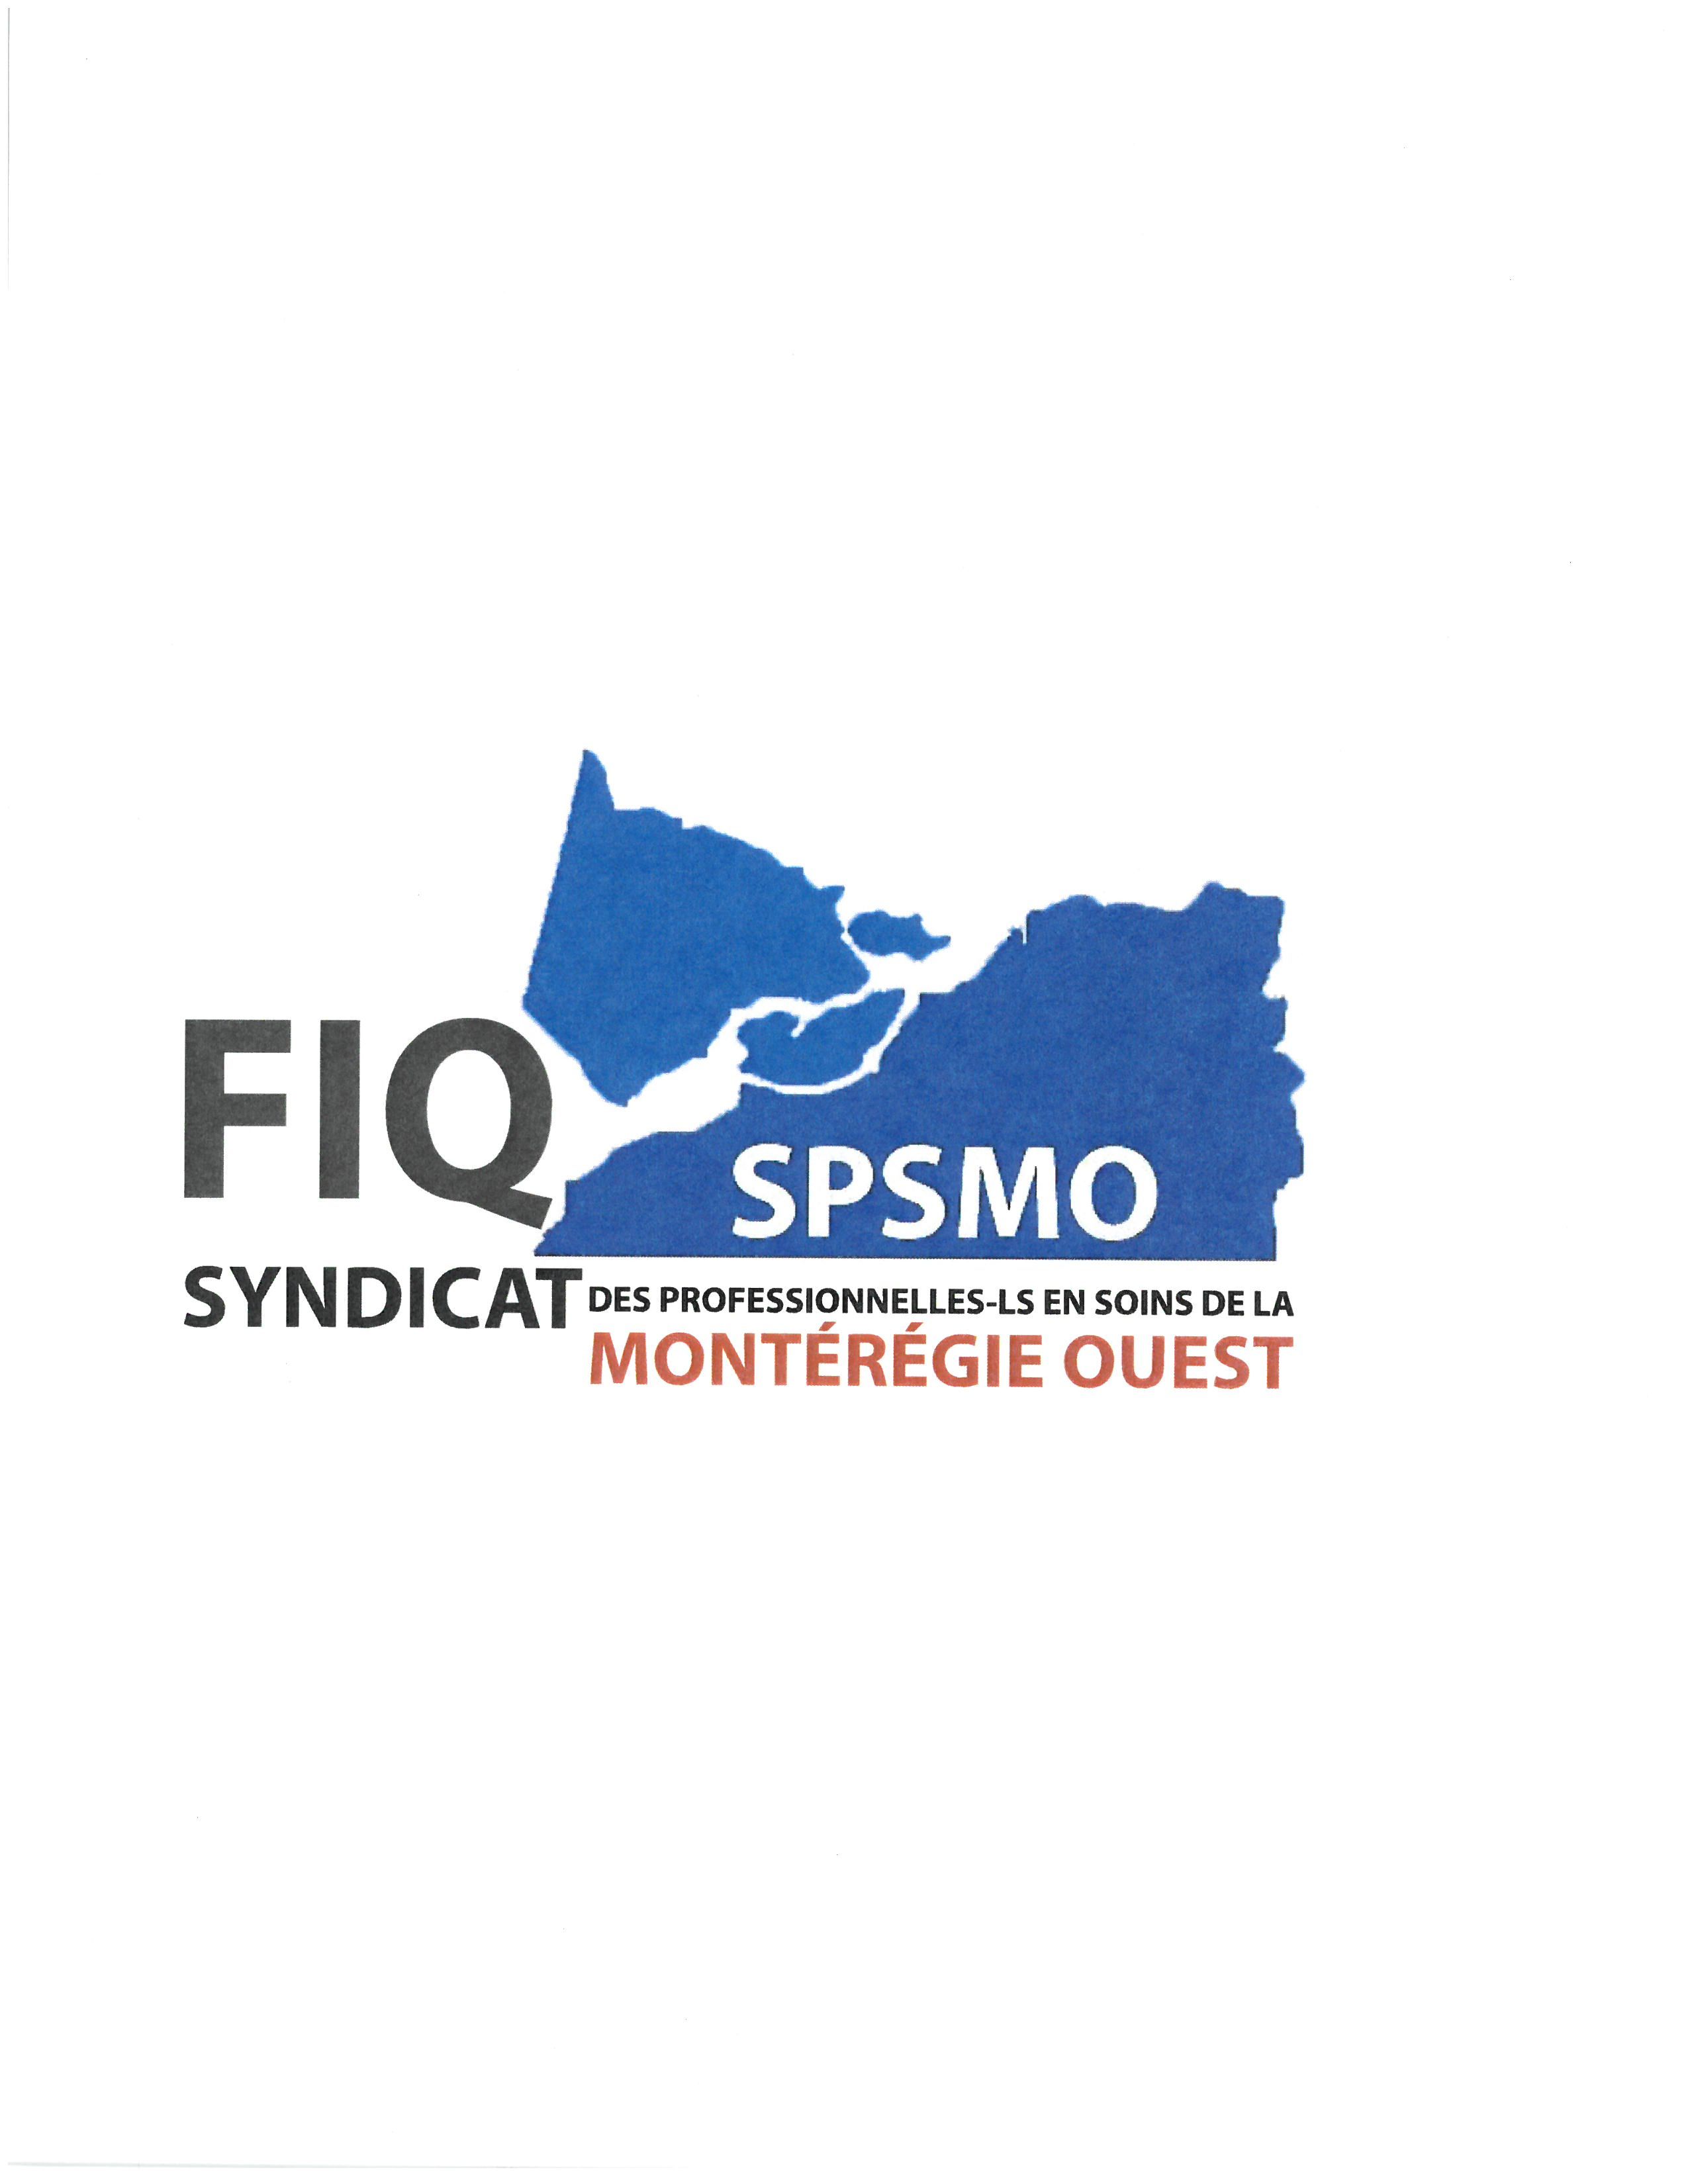 FIQ
SPSMO
SYNDICAT DES PROFESSIONNELLES-LS EN SOINS DE LA
MONTÉRÉGIE OUEST